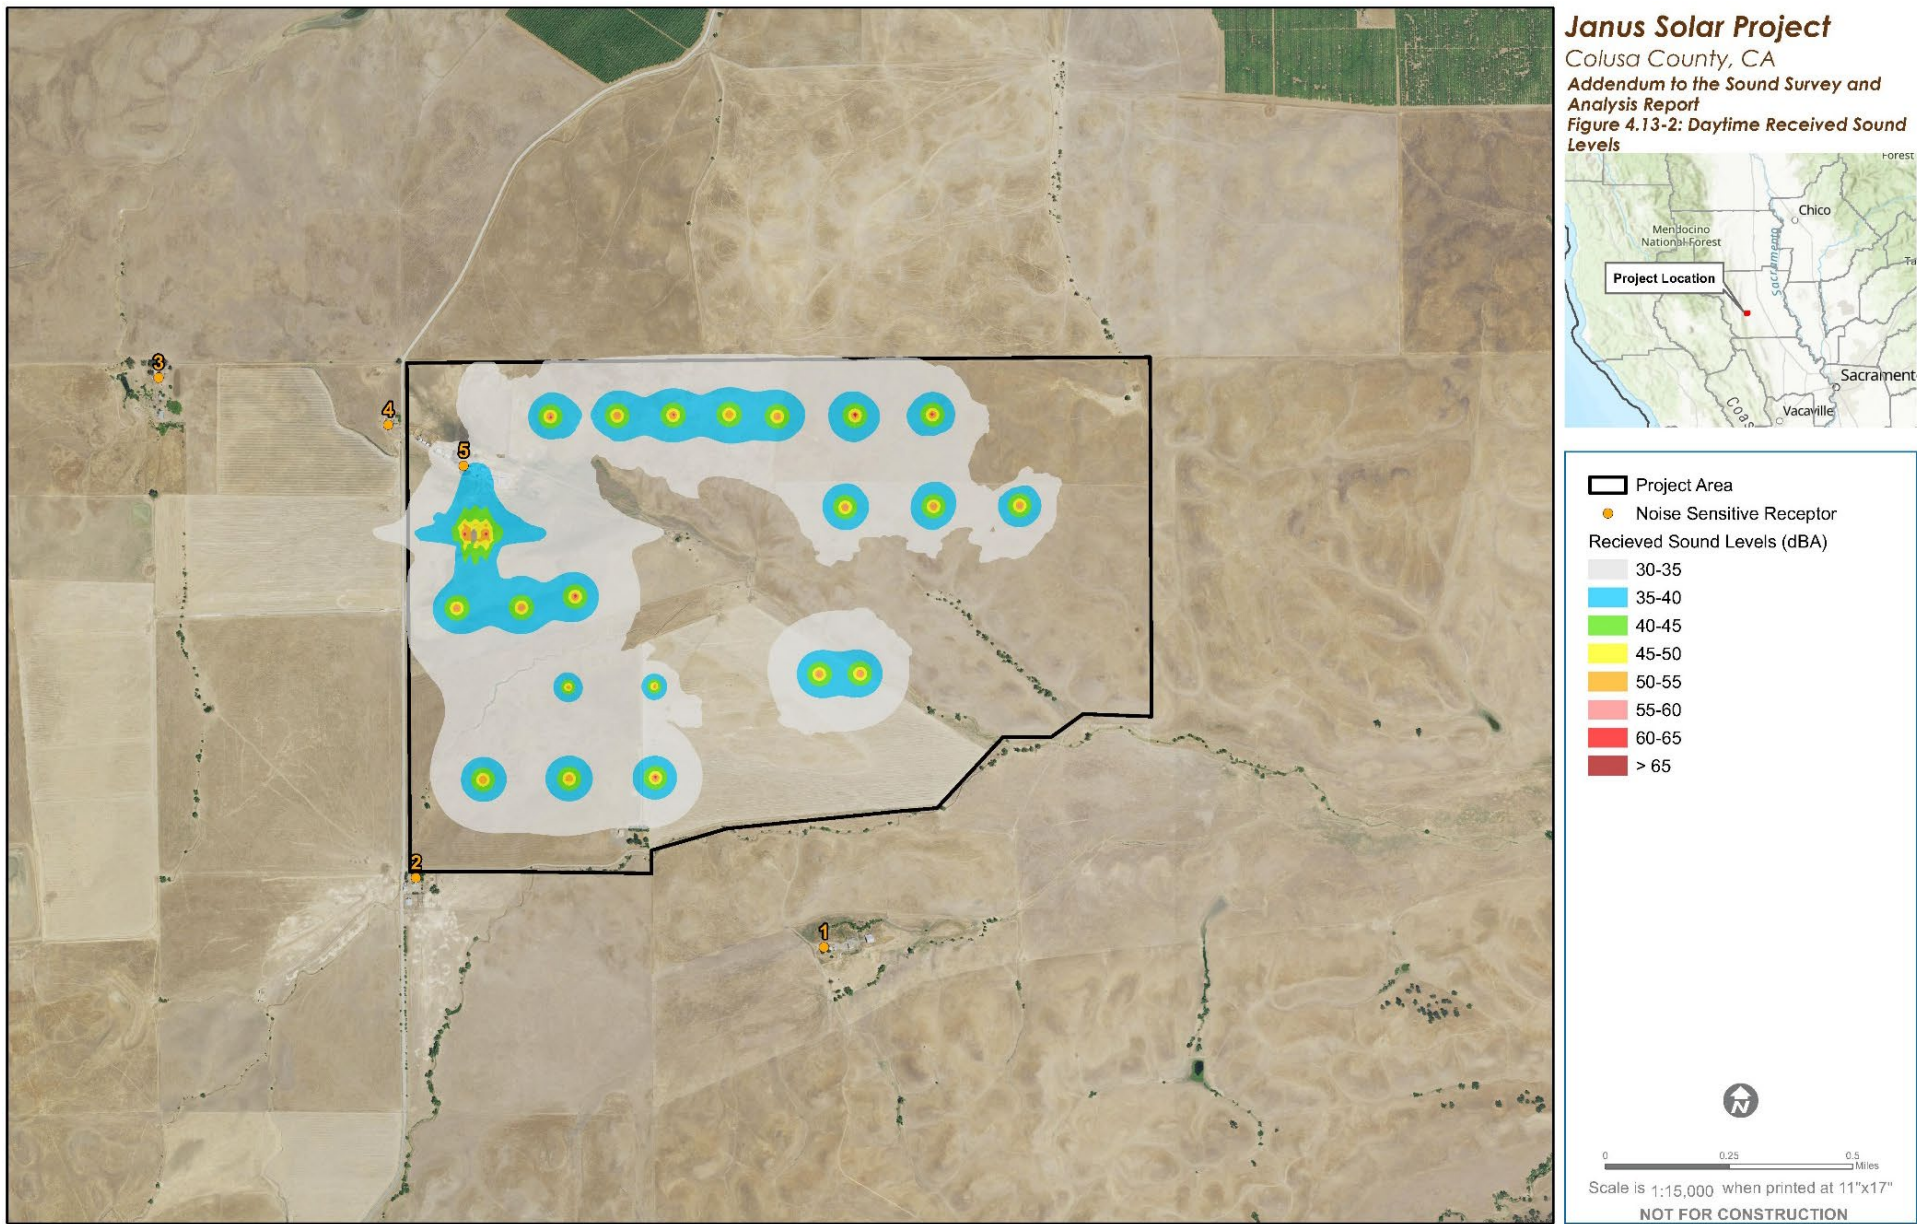 Janus Solar Project
Colusa County, CA
Addendum to the Sound Survey and
Analysis Report
Figure 4.13-2: Daytime Received Sound
Levels
Forest
Chico
Mendocino
National Forest
Sacramento
Ta
Project Location
Sacrament
Vacaville
Coas
3
4
5
2
1
Project Area
Noise Sensitive Receptor
Recieved Sound Levels (dBA)
30-35
35-40
40-45
45-50
50-55
55-60
60-65
> 65
N
0 0.25 0.5
Miles
Scale is 1:15,000 when printed at 11"x17"
NOT FOR CONSTRUCTION